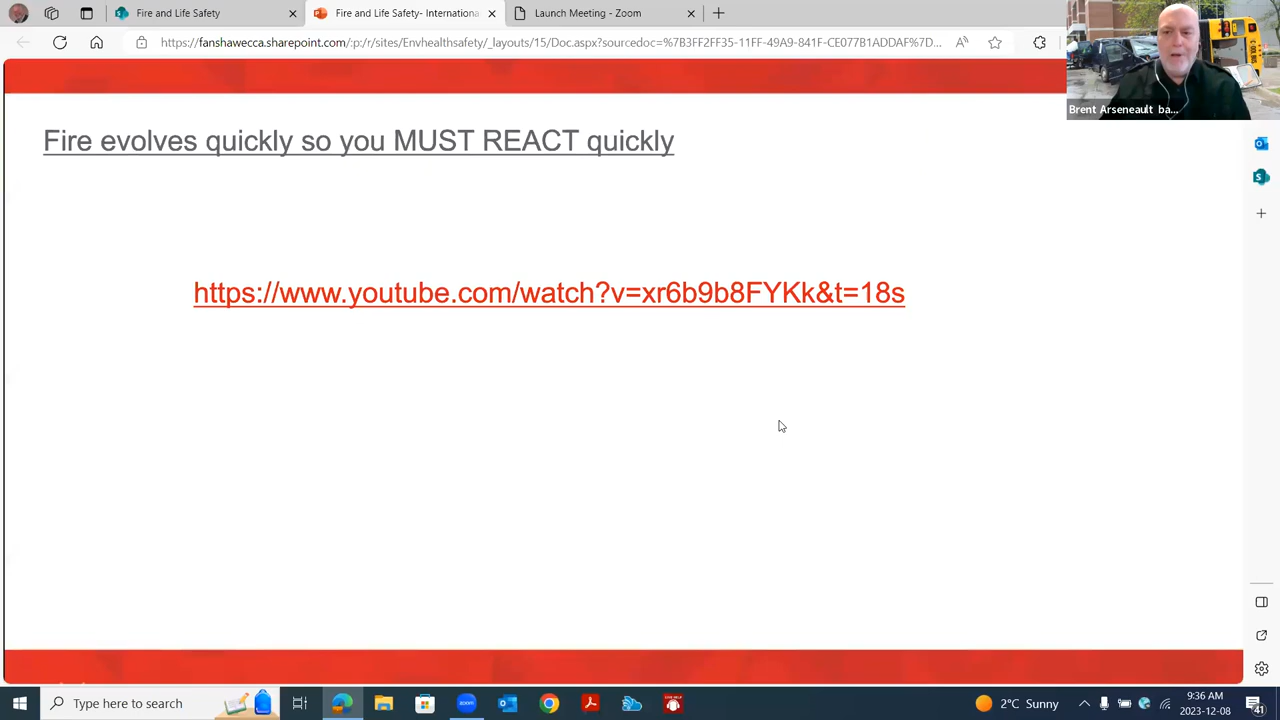 Fire and Life Safety
Fire and Life Safety- Internationa
Launch Meeting - Zoom
https://fanshawecca.sharepoint.com/:p:/r/sites/Envhealthsafety/_layouts/15/doc.aspx?sourcedoc=%7B3FF2FF35-11FF-49A9-841F-CE077B1ADDAF%7D...
Brent Arseneault ba...
Fire evolves quickly so you MUST REACT quickly
https://www.youtube.com/watch?v=xr6b9b8FYKk&t=18s
Type here to search
zoom
2°C Sunny
9:36 AM
2023-12-08
41